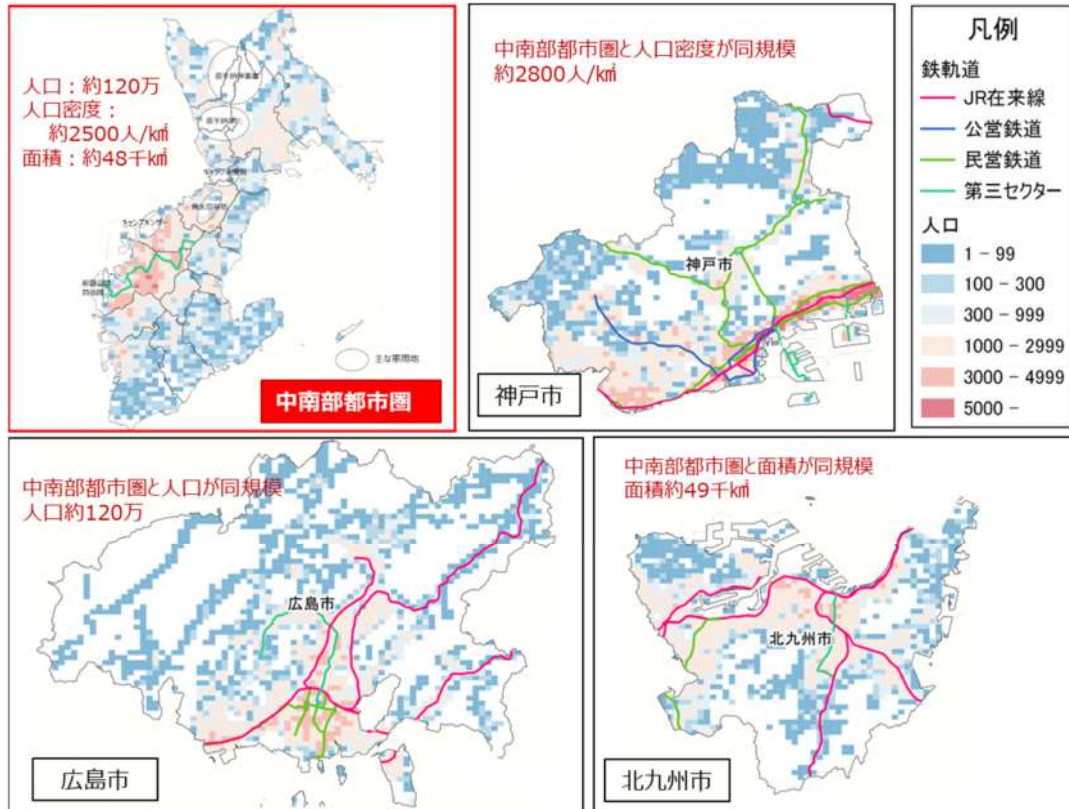 人口：約120万
人口密度：
約2500人/㎢
面積：約48千㎢
キャンプキンザー
主な軍用地
中南部都市圏
中南部都市圏と人口密度が同規模
約2800人/㎢
神戸市
神戸市
凡例
鉄軌道
JR在来線
公営鉄道
民営鉄道
第三セクター
人口
1 - 99
100 - 300
300 - 999
1000 - 2999
3000 - 4999
5000 -
中南部都市圏と人口が同規模
人口約120万
広島市
広島市
中南部都市圏と面積が同規模
面積約49千㎢
北九州市
北九州市